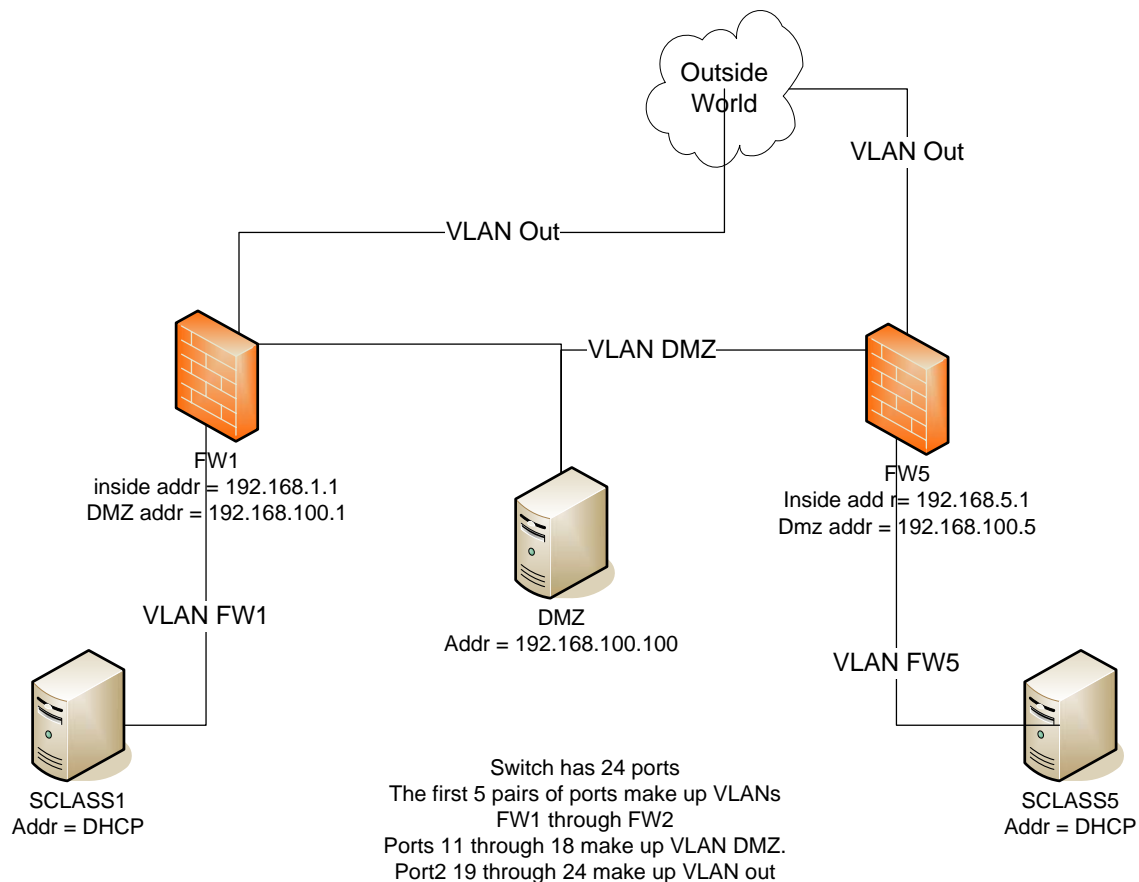 Outside
World
VLAN Out
VLAN Out
VLAN DMZ
FW1
inside addr = 192.168.1.1
DMZ addr = 192.168.100.1
FW5
Inside add r= 192.168.5.1
Dmz addr = 192.168.100.5
DMZ
Addr = 192.168.100.100
VLAN FW1
VLAN FW5
SCLASS1
Addr = DHCP
SCLASS5
Addr = DHCP
Switch has 24 ports
The first 5 pairs of ports make up VLANs
FW1 through FW2
Ports 11 through 18 make up VLAN DMZ.
Port2 19 through 24 make up VLAN out